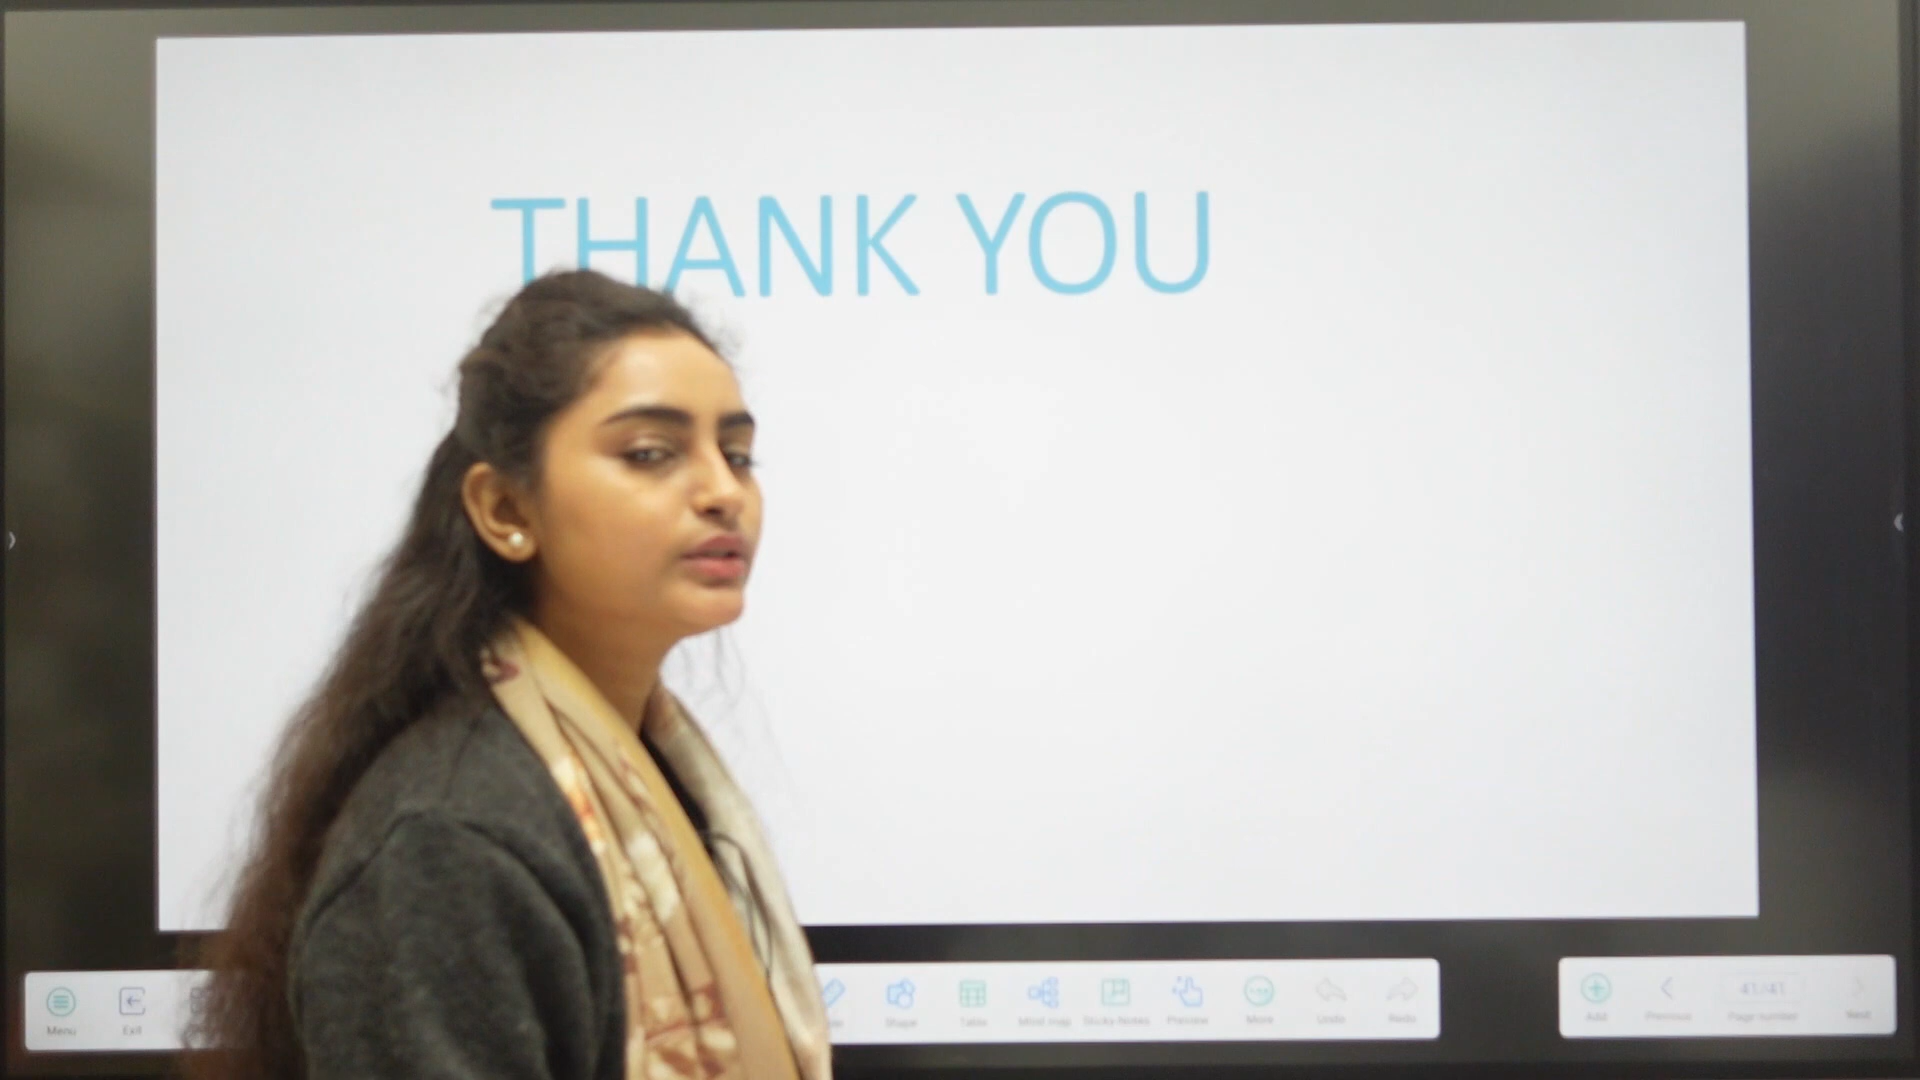 THANK YOU
Menu
Exit
Shape
Table
Mind map
Sticky-Notes
Preview
More
Undo
Redo
Add
Previous
41/41
Page number
Next